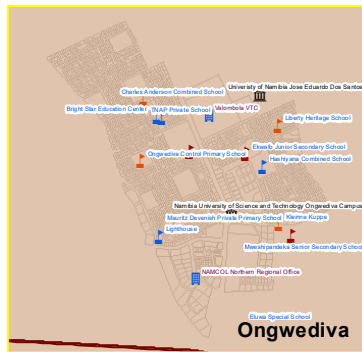 Univeristy of Namibia Jose Eduardo Dos Santos
Charles Anderson Combined School
Bright Star Education Center
TNAP Private School
Valombola VTC
Liberty Heritage School
Ekwafo Junior Secondary School
Ongwediva Control Primary School
Hashiyana Combined School
Namibia University of Science and Technology Ongwediva Campus
Mauritz Devenish Private Primary School
Kleinne Kuppe
Lighthouse
Mweshipandeka Senior Secondary School
NAMCOL Northern Regional Office
Eluwa Special School
Ongwediva